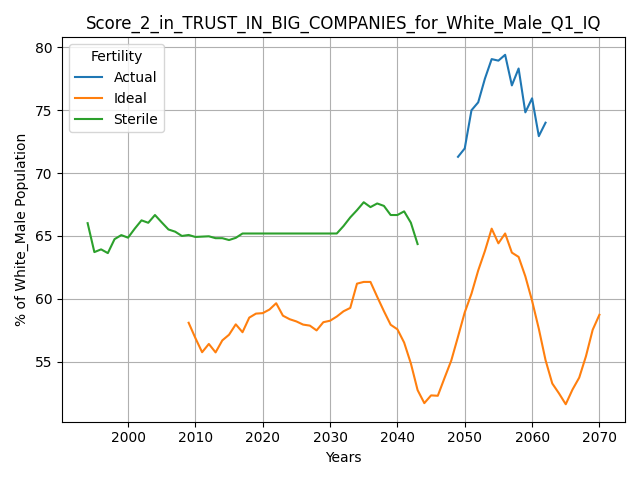 Score_2_in_TRUST_IN_BIG_COMPANIES_for_White_Male_Q1_IQ
Fertility
Actual
Ideal
Sterile
% of White_Male Population
80
75
70
65
60
55
2000 2010 2020 2030 2040 2050 2060 2070
Years